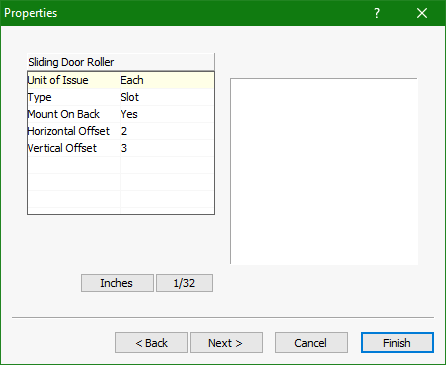 Properties
Sliding Door Roller
Unit of Issue Each
Type Slot
Mount On Back Yes
Horizontal Offset 2
Vertical Offset 3
Inches 1/32
< Back Next > Cancel Finish